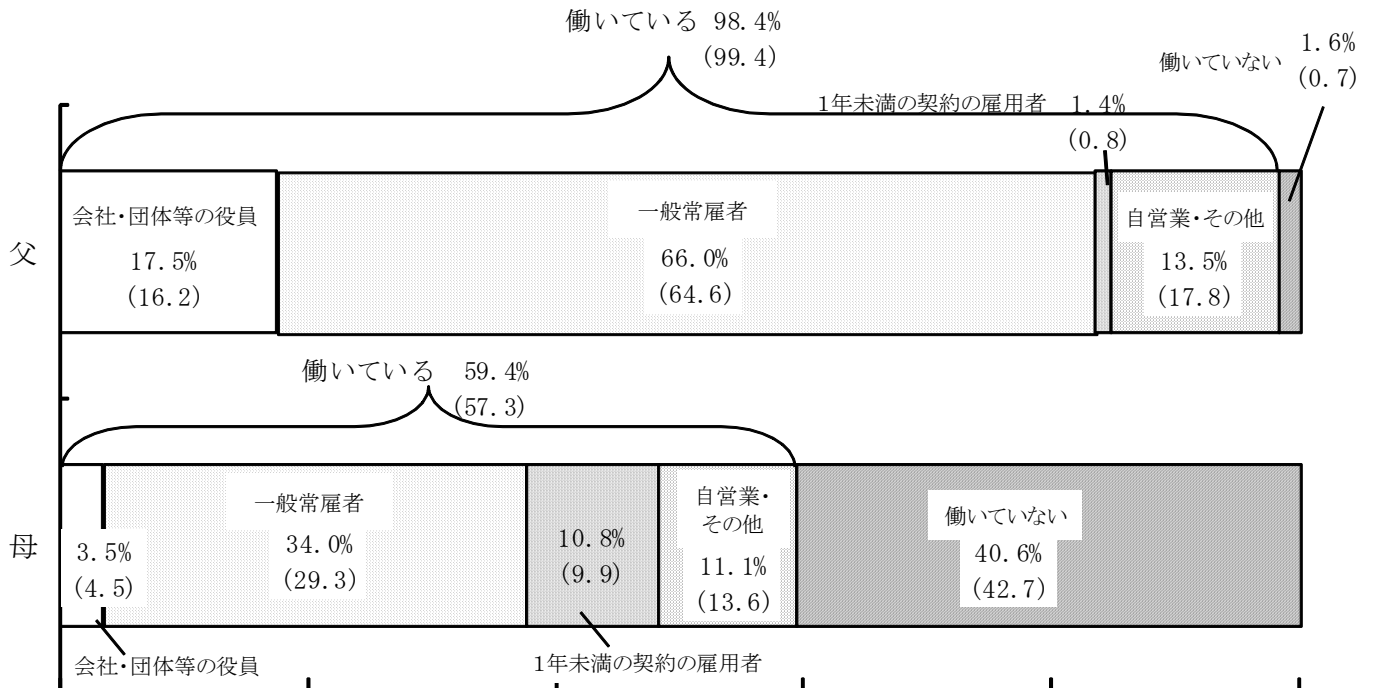 働いている 98.4%
(99.4)
働いていない 1.6%
(0.7)
1年未満の契約の雇用者 1.4%
(0.8)
父
会社・団体等の役員
17.5%
(16.2)
一般常雇者
66.0%
(64.6)
自営業・その他
13.5%
(17.8)
働いている 59.4%
(57.3)
母
3.5%
(4.5)
一般常雇者
34.0%
(29.3)
10.8%
(9.9)
自営業・
その他
11.1%
(13.6)
働いていない
40.6%
(42.7)
会社・団体等の役員
1年未満の契約の雇用者